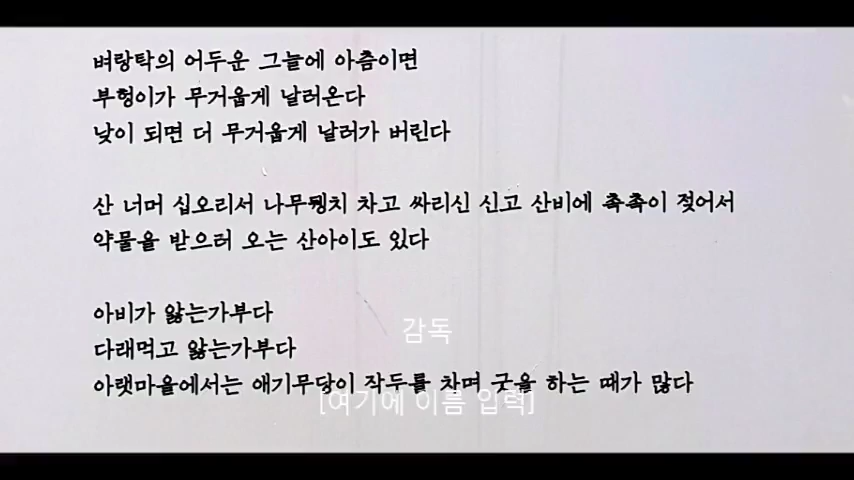 벼랑탁의 어두운 그늘에 아츰이면
부헝이가 무거웁게 날러온다
낮이 되면 더 무거웁게 날러가 버린다
산 너머 십오리서 나무뒝치 차고 싸리신 신고 산비에 촉촉이 젖어서
약물을 받으러 오는 산아이도 있다
아비가 앓는가부다
다래먹고 앓는가부다
감독
아랫마을에서는 애기무당이 작두를 차며 굿을 하는 때가 많다
[여기에 이름 입력]